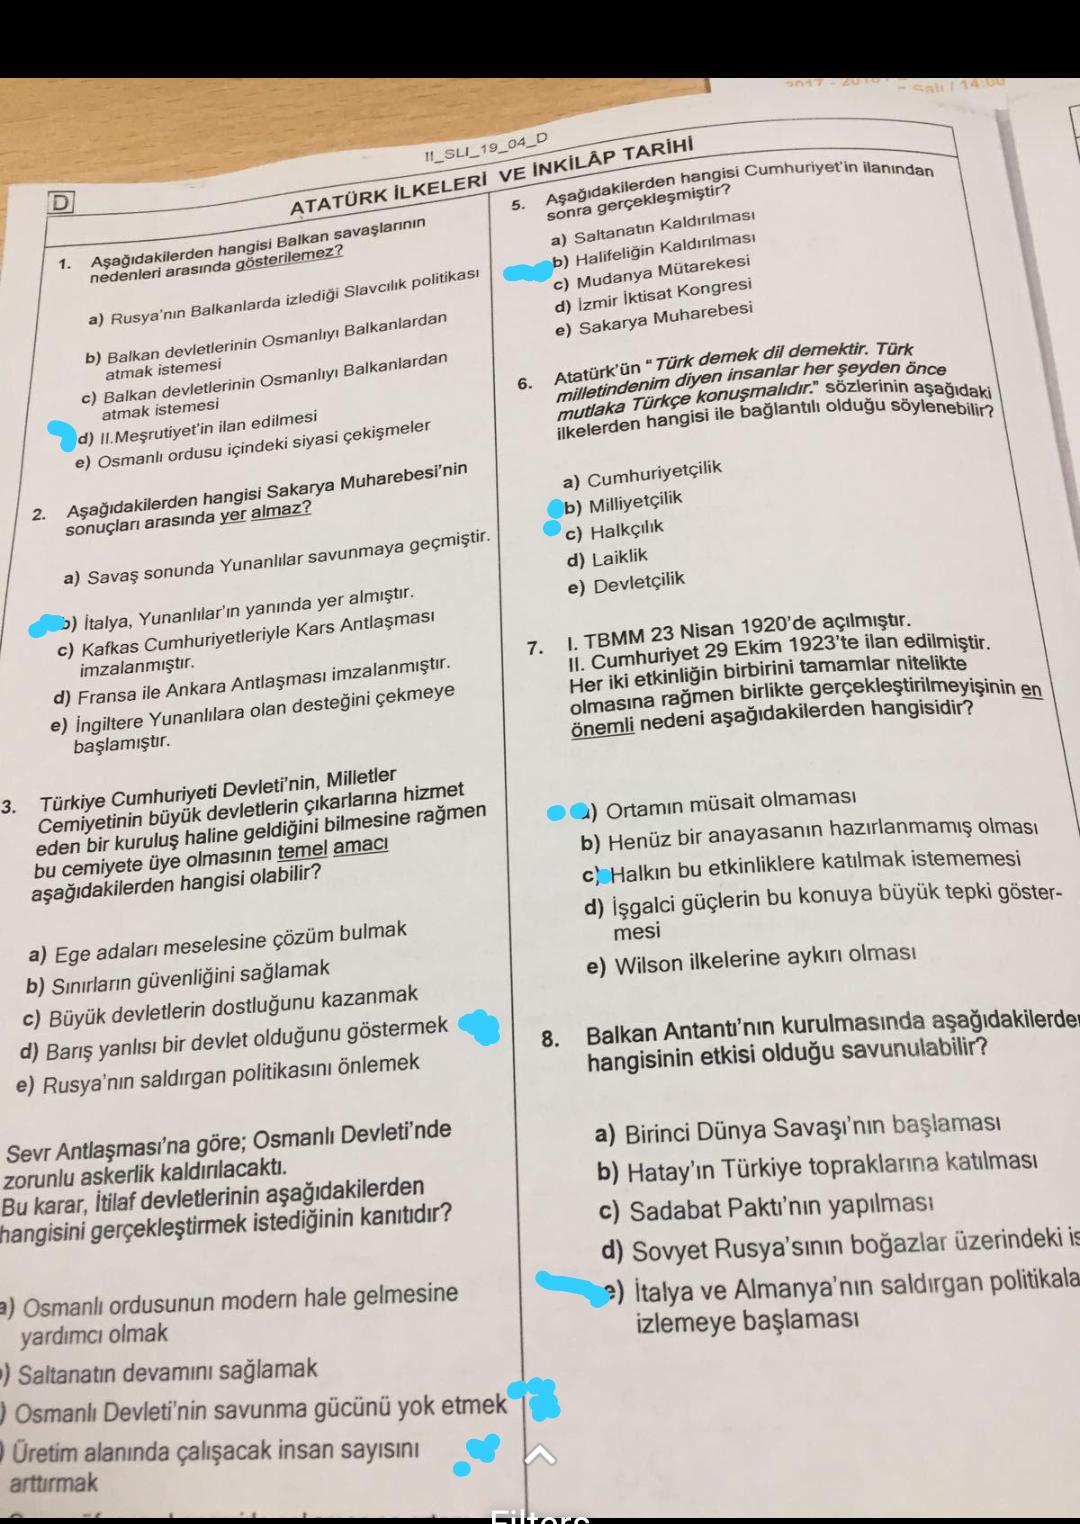 II_SLI_19_04_D
D
ATATÜRK İLKELERİ VE İNKİLÂP TARİHİ
1. Aşağıdakilerden hangisi Balkan savaşlarının
nedenleri arasında gösterilemez?
a) Rusya'nın Balkanlarda izlediği Slavcılık politikası
b) Balkan devletlerinin Osmanlıyı Balkanlardan
atmak istemesi
c) Balkan devletlerinin Osmanlıyı Balkanlardan
atmak istemesi
d) II.Meşrutiyet'in ilan edilmesi
e) Osmanlı ordusu içindeki siyasi çekişmeler
2. Aşağıdakilerden hangisi Sakarya Muharebesi'nin
sonuçları arasında yer almaz?
a) Savaş sonunda Yunanlılar savunmaya geçmiştir.
b) İtalya, Yunanlılar'ın yanında yer almıştır.
c) Kafkas Cumhuriyetleriyle Kars Antlaşması
imzalanmıştır.
d) Fransa ile Ankara Antlaşması imzalanmıştır.
e) İngiltere Yunanlılara olan desteğini çekmeye
başlamıştır.
3. Türkiye Cumhuriyeti Devleti'nin, Milletler
Cemiyetinin büyük devletlerin çıkarlarına hizmet
eden bir kuruluş haline geldiğini bilmesine rağmen
bu cemiyete üye olmasının temel amacı
aşağıdakilerden hangisi olabilir?
a) Ege adaları meselesine çözüm bulmak
b) Sınırların güvenliğini sağlamak
c) Büyük devletlerin dostluğunu kazanmak
d) Barış yanlısı bir devlet olduğunu göstermek
e) Rusya'nın saldırgan politikasını önlemek
Sevr Antlaşması'na göre; Osmanlı Devleti'nde
zorunlu askerlik kaldırılacaktı.
Bu karar, İtilaf devletlerinin aşağıdakilerden
hangisini gerçekleştirmek istediğinin kanıtıdır?
a) Osmanlı ordusunun modern hale gelmesine
yardımcı olmak
) Saltanatın devamını sağlamak
) Osmanlı Devleti'nin savunma gücünü yok etmek
) Üretim alanında çalışacak insan sayısını
arttırmak
2017 - 2018
- Salı / 14:00
5. Aşağıdakilerden hangisi Cumhuriyet'in ilanından
sonra gerçekleşmiştir?
a) Saltanatın Kaldırılması
b) Halifeliğin Kaldırılması
c) Mudanya Mütarekesi
d) İzmir İktisat Kongresi
e) Sakarya Muharebesi
6. Atatürk'ün "Türk demek dil demektir. Türk
milletindenim diyen insanlar her şeyden önce
mutlaka Türkçe konuşmalıdır." sözlerinin aşağıdaki
ilkelerden hangisi ile bağlantılı olduğu söylenebilir?
a) Cumhuriyetçilik
b) Milliyetçilik
c) Halkçılık
d) Laiklik
e) Devletçilik
7. I. TBMM 23 Nisan 1920'de açılmıştır.
II. Cumhuriyet 29 Ekim 1923'te ilan edilmiştir.
Her iki etkinliğin birbirini tamamlar nitelikte
olmasına rağmen birlikte gerçekleştirilmeyişinin en
önemli nedeni aşağıdakilerden hangisidir?
a) Ortamın müsait olmaması
b) Henüz bir anayasanın hazırlanmamış olması
c) Halkın bu etkinliklere katılmak istememesi
d) İşgalci güçlerin bu konuya büyük tepki göster-
mesi
e) Wilson ilkelerine aykırı olması
8. Balkan Antantı'nın kurulmasında aşağıdakilerden
hangisinin etkisi olduğu savunulabilir?
a) Birinci Dünya Savaşı'nın başlaması
b) Hatay'ın Türkiye topraklarına katılması
c) Sadabat Paktı'nın yapılması
d) Sovyet Rusya'sının boğazlar üzerindeki is
e) İtalya ve Almanya'nın saldırgan politikala
izlemeye başlaması
Filters